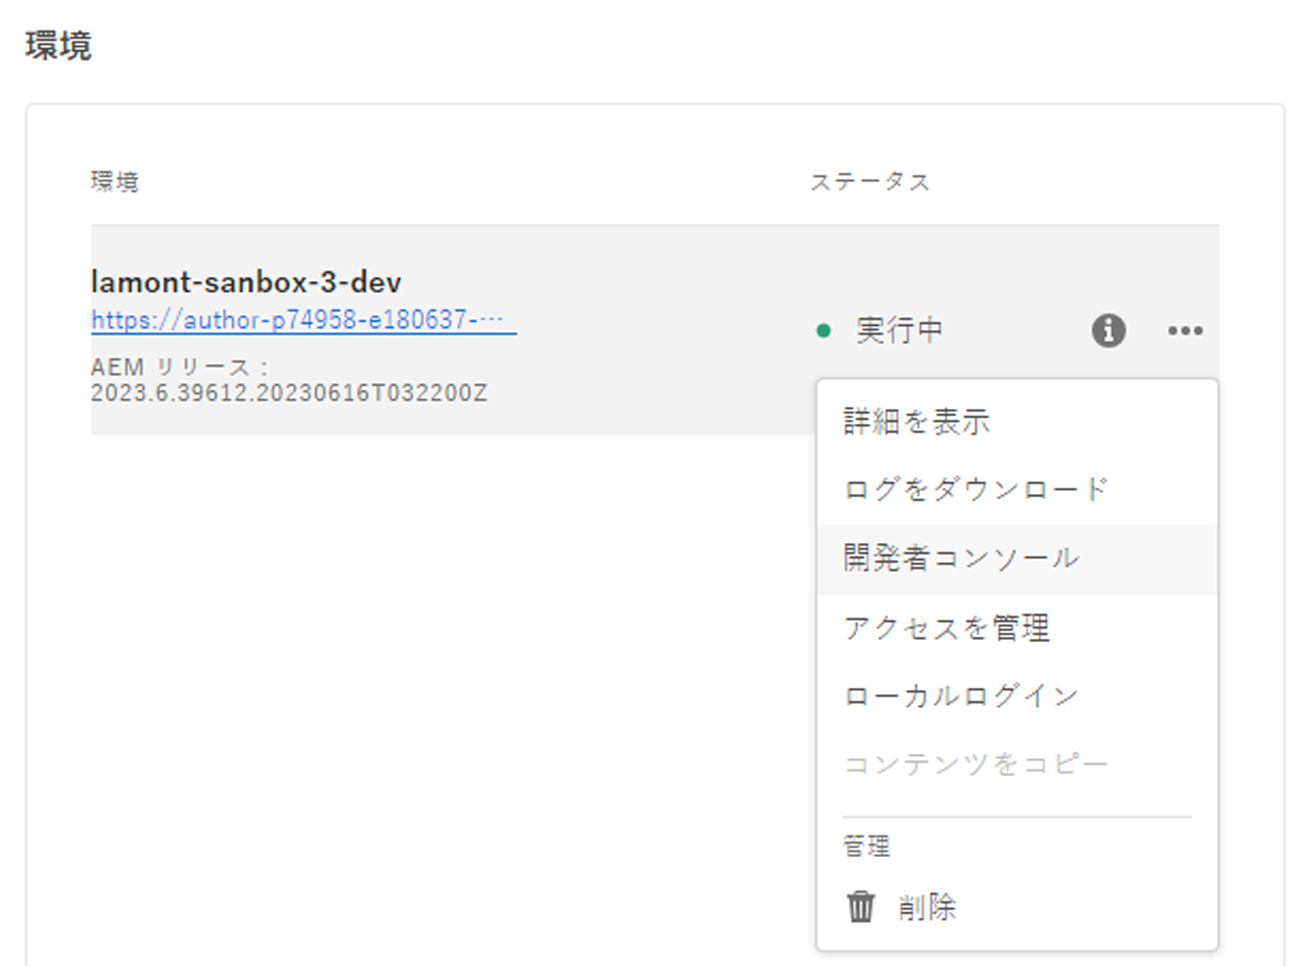 環境
環境
ステータス
lamont-sanbox-3-dev
https://author-p74958-e180637-…
実行中
AEM リリース：
2023.6.39612.20230616T032200Z
詳細を表示
ログをダウンロード
開発者コンソール
アクセスを管理
ローカルログイン
コンテンツをコピー
管理
削除